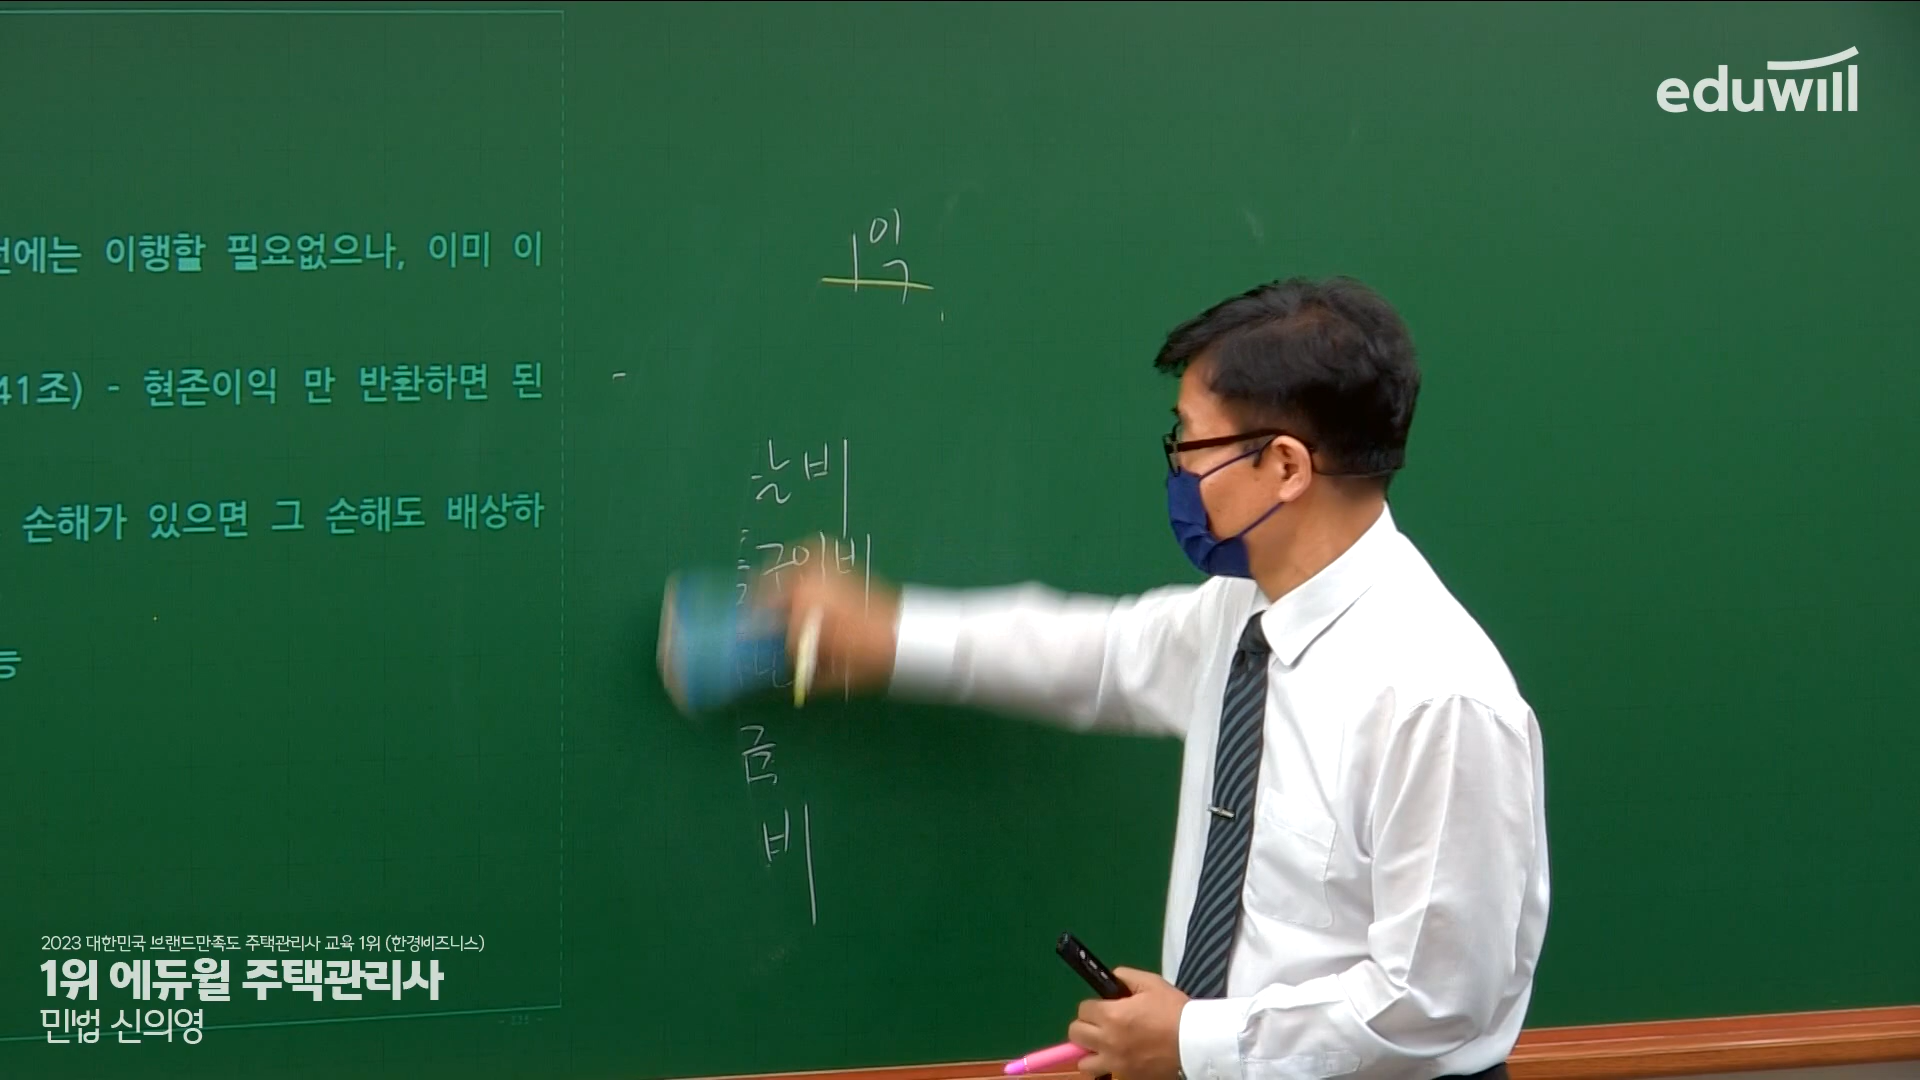 eduwill
이행할 필요없으나, 이미 이
41조) - 현존이익 만 반환하면 된
손해가 있으면 그 손해도 배상하
능
1억
비
금
비
2023 대한민국 브랜드만족도 주택관리사 교육 1위 (한경비즈니스)
1위 에듀윌 주택관리사
민법 신의영